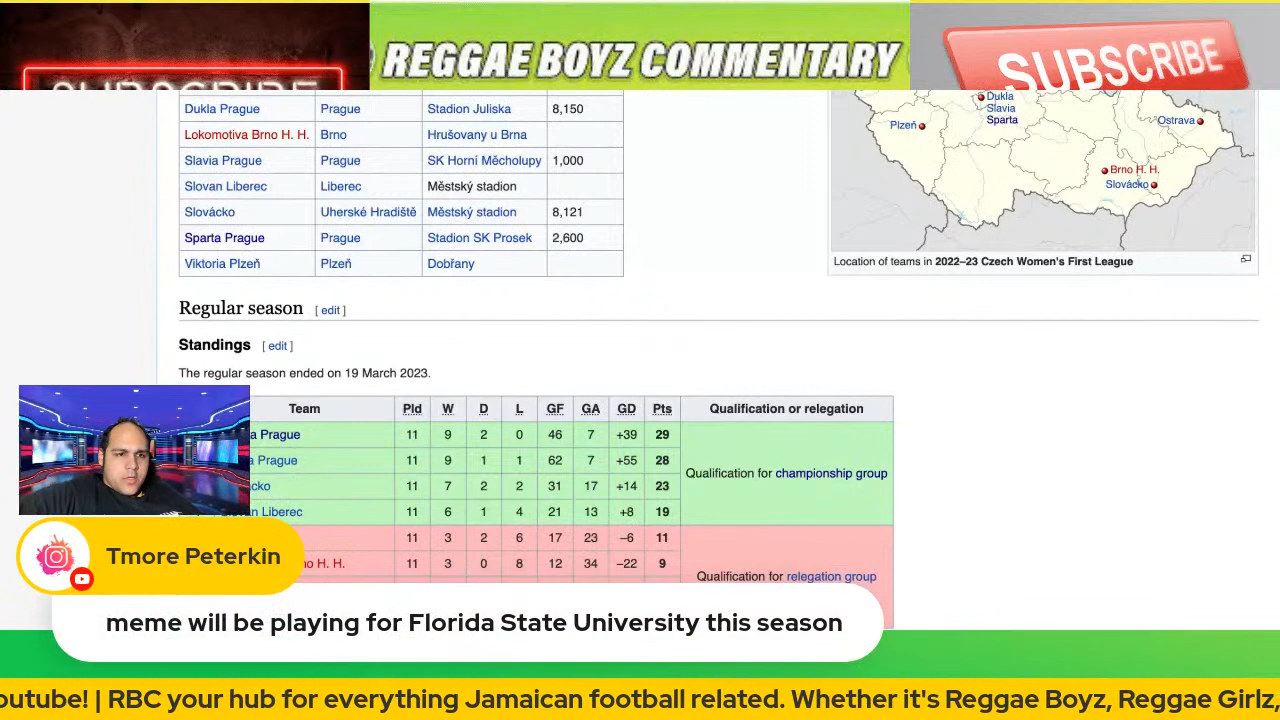 SUBSCRIBE
REGGAE BOYZ COMMENTARY
SUBSCRIBE
Dukla Prague Prague Stadion Juliska 8,150
Lokomotiva Brno H. H. Brno Hrušovany u Brna
Slavia Prague Prague SK Horní Měcholupy 1,000
Slovan Liberec Liberec Městský stadion
Slovácko Uherské Hradiště Městský stadion 8,121
Sparta Prague Prague Stadion SK Prosek 2,600
Viktoria Plzeň Plzeň Dobřany
Dukla
Slavia
Sparta
Plzeň
Ostrava
Brno H. H.
Slovácko
Location of teams in 2022–23 Czech Women's First League
Regular season [ edit ]
Standings [ edit ]
The regular season ended on 19 March 2023.
Team Pld W D L GF GA GD Pts Qualification or relegation
a Prague 11 9 2 0 46 7 +39 29
a Prague 11 9 1 1 62 7 +55 28
Qualification for championship group
cko 11 7 2 2 31 17 +14 23
n Liberec 11 6 1 4 21 13 +8 19
11 3 2 6 17 23 −6 11
no H. H. 11 3 0 8 12 34 −22 9
Qualification for relegation group
Tmore Peterkin
meme will be playing for Florida State University this season
outube! | RBC your hub for everything Jamaican football related. Whether it's Reggae Boyz, Reggae Girlz,